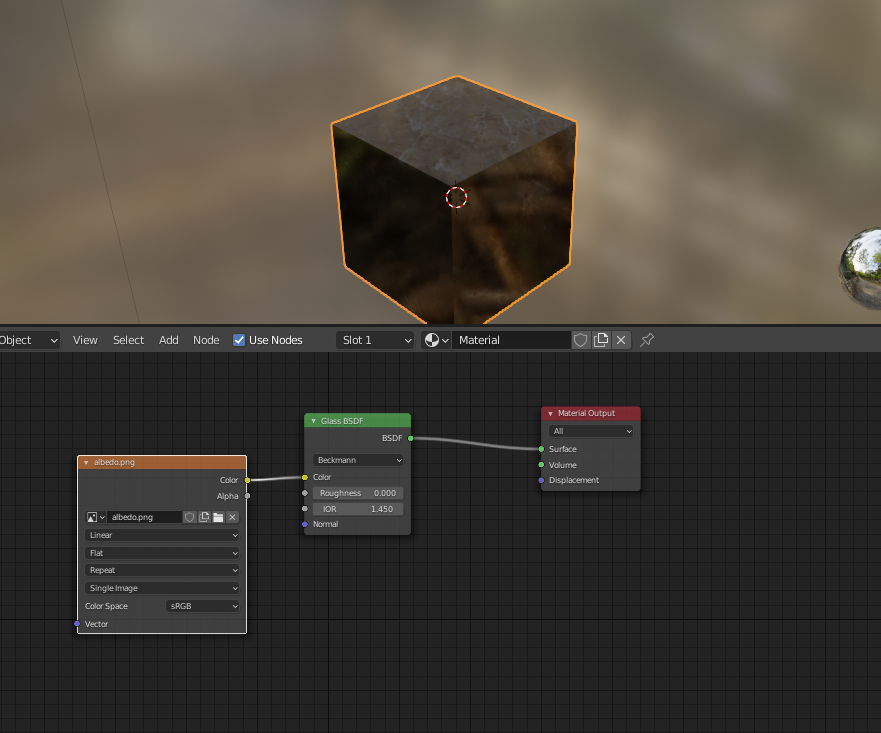 Object View Select Add Node Use Nodes Slot 1 Material
Material Output
All
Surface
Volume
Displacement
Glass BSDF
BSDF
Beckmann
Color
Roughness 0.000
IOR 1.450
Normal
albedo.png
Color
Alpha
albedo.png
Linear
Flat
Repeat
Single Image
Color Space sRGB
Vector